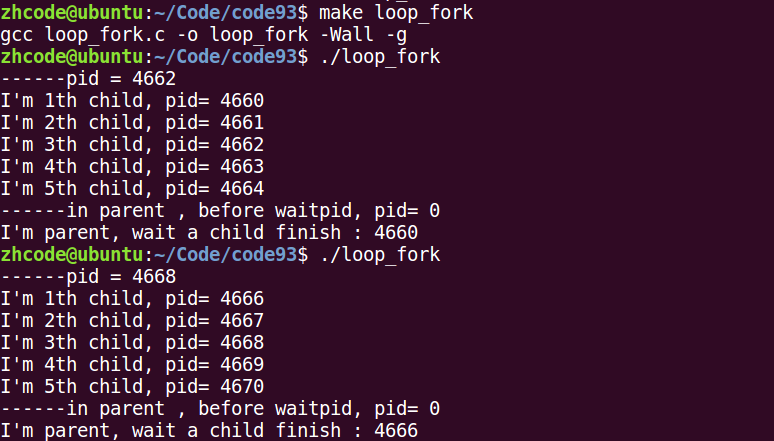 zhcode@ubuntu:~/Code/code93$ make loop_fork
gcc loop_fork.c -o loop_fork -Wall -g
zhcode@ubuntu:~/Code/code93$ ./loop_fork
------pid = 4662
I'm 1th child, pid= 4660
I'm 2th child, pid= 4661
I'm 3th child, pid= 4662
I'm 4th child, pid= 4663
I'm 5th child, pid= 4664
------in parent , before waitpid, pid= 0
I'm parent, wait a child finish : 4660
zhcode@ubuntu:~/Code/code93$ ./loop_fork
------pid = 4668
I'm 1th child, pid= 4666
I'm 2th child, pid= 4667
I'm 3th child, pid= 4668
I'm 4th child, pid= 4669
I'm 5th child, pid= 4670
------in parent , before waitpid, pid= 0
I'm parent, wait a child finish : 4666